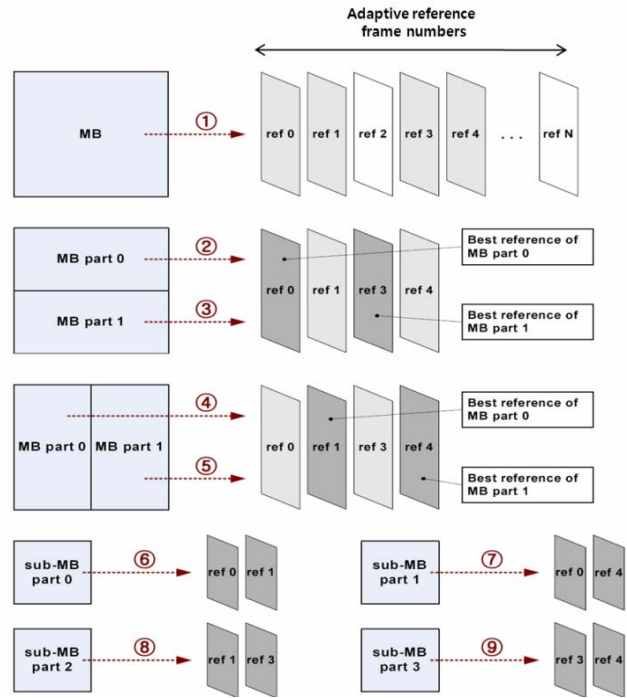 Adaptive reference
frame numbers
MB ① ref 0 ref 1 ref 2 ref 3 ref 4 ... ref N
MB part 0 ②
MB part 1 ③
ref 0 ref 1 ref 3 ref 4
Best reference of
MB part 0
Best reference of
MB part 1
MB part 0 MB part 1
④
⑤
ref 0 ref 1 ref 3 ref 4
Best reference of
MB part 0
Best reference of
MB part 1
sub-MB
part 0
⑥
ref 0 ref 1
sub-MB
part 1
⑦
ref 0 ref 4
sub-MB
part 2
⑧
ref 1 ref 3
sub-MB
part 3
⑨
ref 3 ref 4